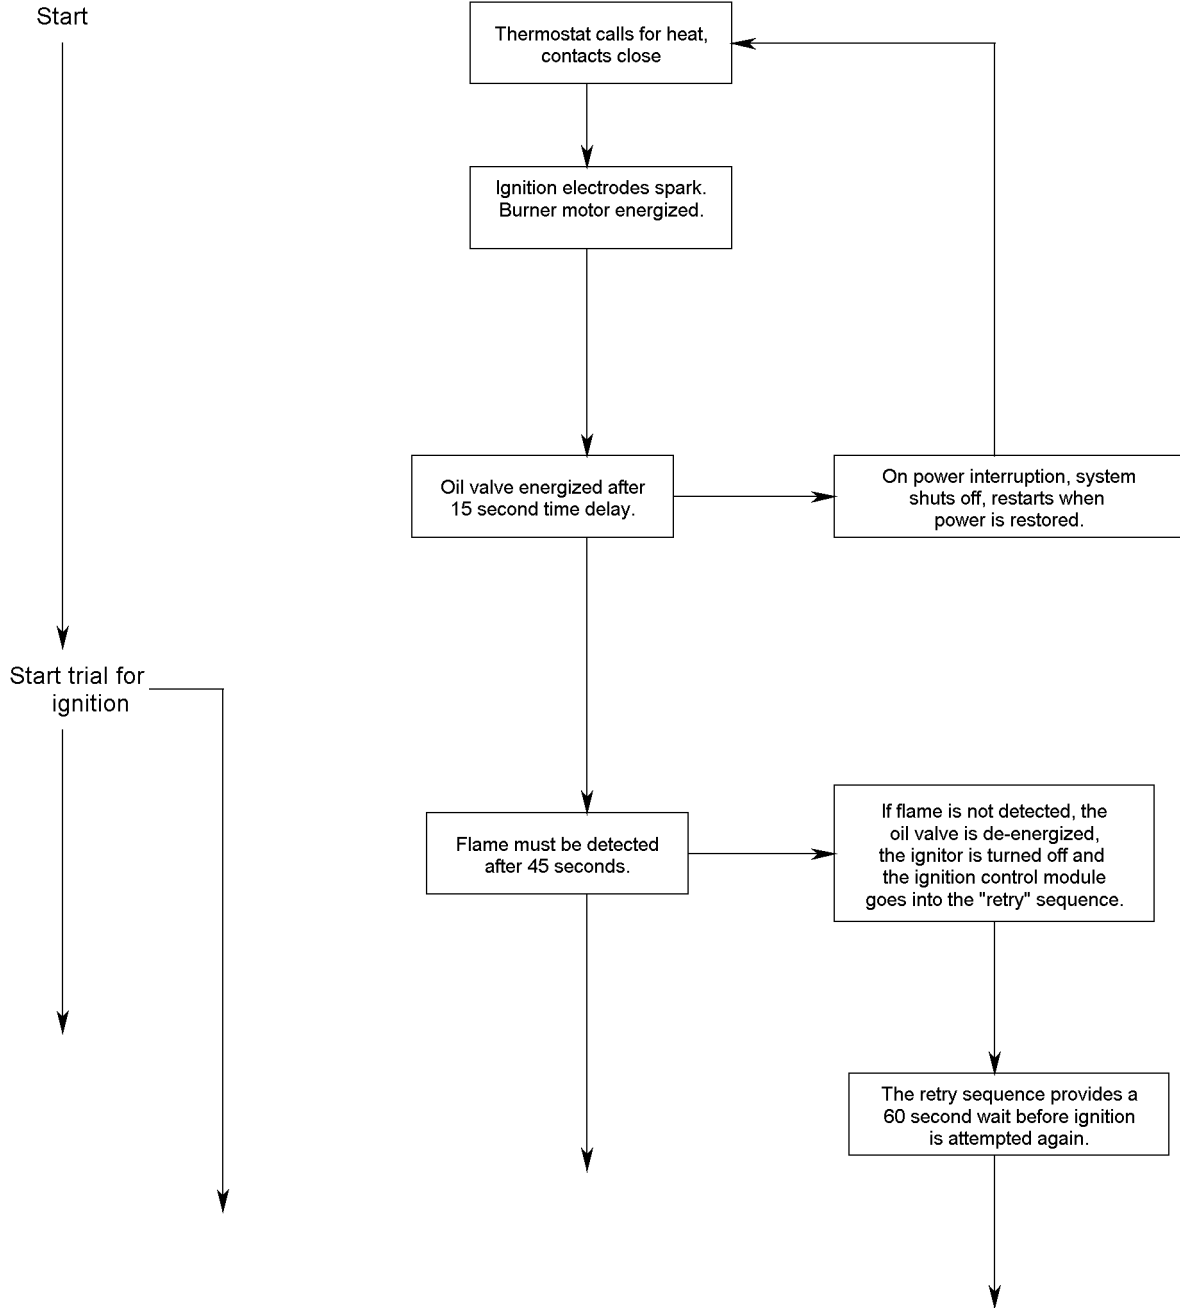 Start
Thermostat calls for heat,
contacts close
Ignition electrodes spark.
Burner motor energized.
Oil valve energized after
15 second time delay.
On power interruption, system
shuts off, restarts when
power is restored.
Start trial for
ignition
Flame must be detected
after 45 seconds.
If flame is not detected, the
oil valve is de-energized,
the ignitor is turned off and
the ignition control module
goes into the "retry" sequence.
The retry sequence provides a
60 second wait before ignition
is attempted again.